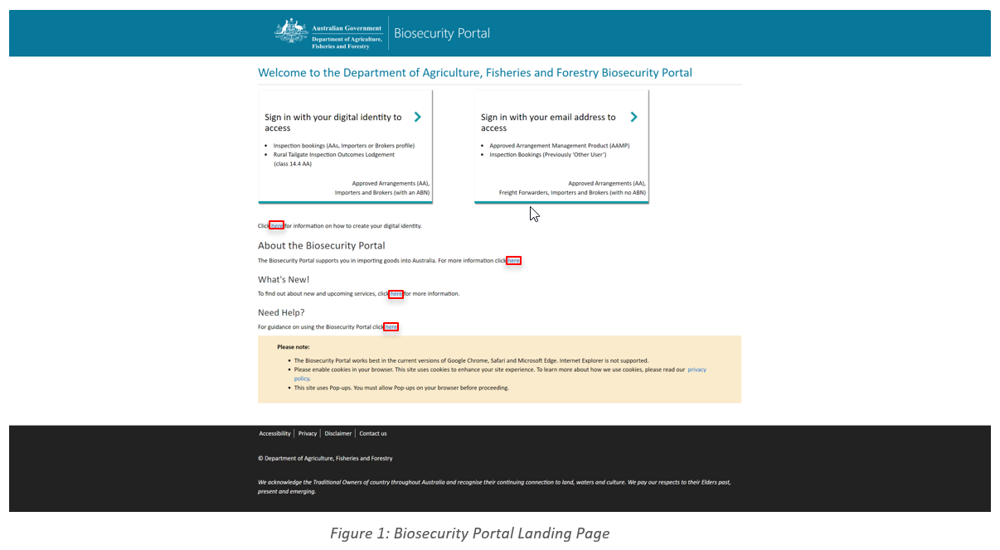 Australian Government
Department of Agriculture,
Fisheries and Forestry
Biosecurity Portal
Welcome to the Department of Agriculture, Fisheries and Forestry Biosecurity Portal
Sign in with your digital identity to
access
• Inspection bookings (AAs, Importers or Brokers profile)
• Rural Tailgate Inspection Outcomes Lodgement
(class 14.4 AA)
Approved Arrangements (AA),
Importers and Brokers (with an ABN)
Sign in with your email address to
access
• Approved Arrangement Management Product (AAMP)
• Inspection Bookings (Previously 'Other User')
Approved Arrangements (AA),
Freight Forwarders, Importers and Brokers (with no ABN)
Click here for information on how to create your digital identity.
About the Biosecurity Portal
The Biosecurity Portal supports you in importing goods into Australia. For more information click here
What's New!
To find out about new and upcoming services, click here for more information.
Need Help?
For guidance on using the Biosecurity Portal click here
Please note:
• The Biosecurity Portal works best in the current versions of Google Chrome, Safari and Microsoft Edge. Internet Explorer is not supported.
• Please enable cookies in your browser. This site uses cookies to enhance your site experience. To learn more about how we use cookies, please read our privacy
policy.
• This site uses Pop-ups. You must allow Pop-ups on your browser before proceeding.
Accessibility | Privacy | Disclaimer | Contact us
© Department of Agriculture, Fisheries and Forestry
We acknowledge the Traditional Owners of country throughout Australia and recognise their continuing connection to land, waters and culture. We pay our respects to their Elders past,
present and emerging.
Figure 1: Biosecurity Portal Landing Page